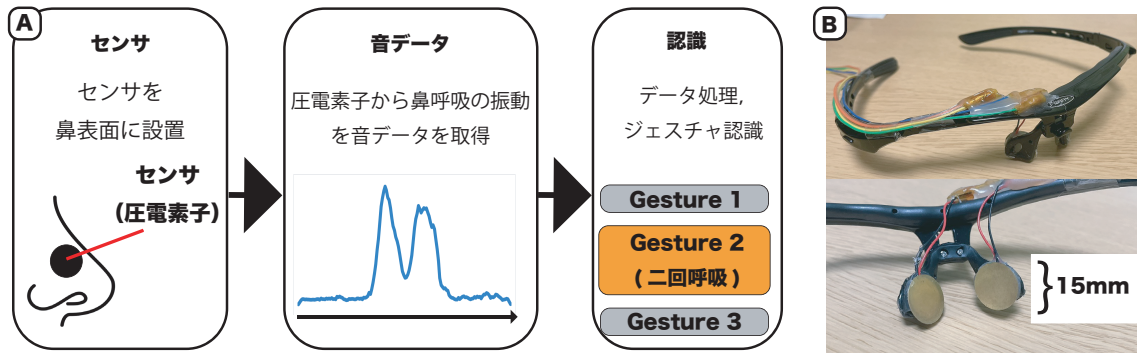 A
センサ
センサを
鼻表面に設置
センサ
(圧電素子)
音データ
圧電素子から鼻呼吸の振動
を音データを取得
認識
データ処理,
ジェスチャ認識
Gesture 1
Gesture 2
( 二回呼吸 )
Gesture 3
B
15mm